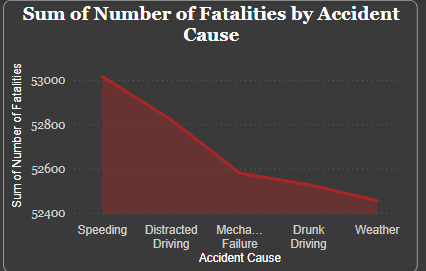 Sum of Number of Fatalities by Accident
Cause
Sum of Number of Fatalities
53000
52800
52600
52400
Speeding
Distracted
Driving
Mecha...
Failure
Drunk
Driving
Weather
Accident Cause